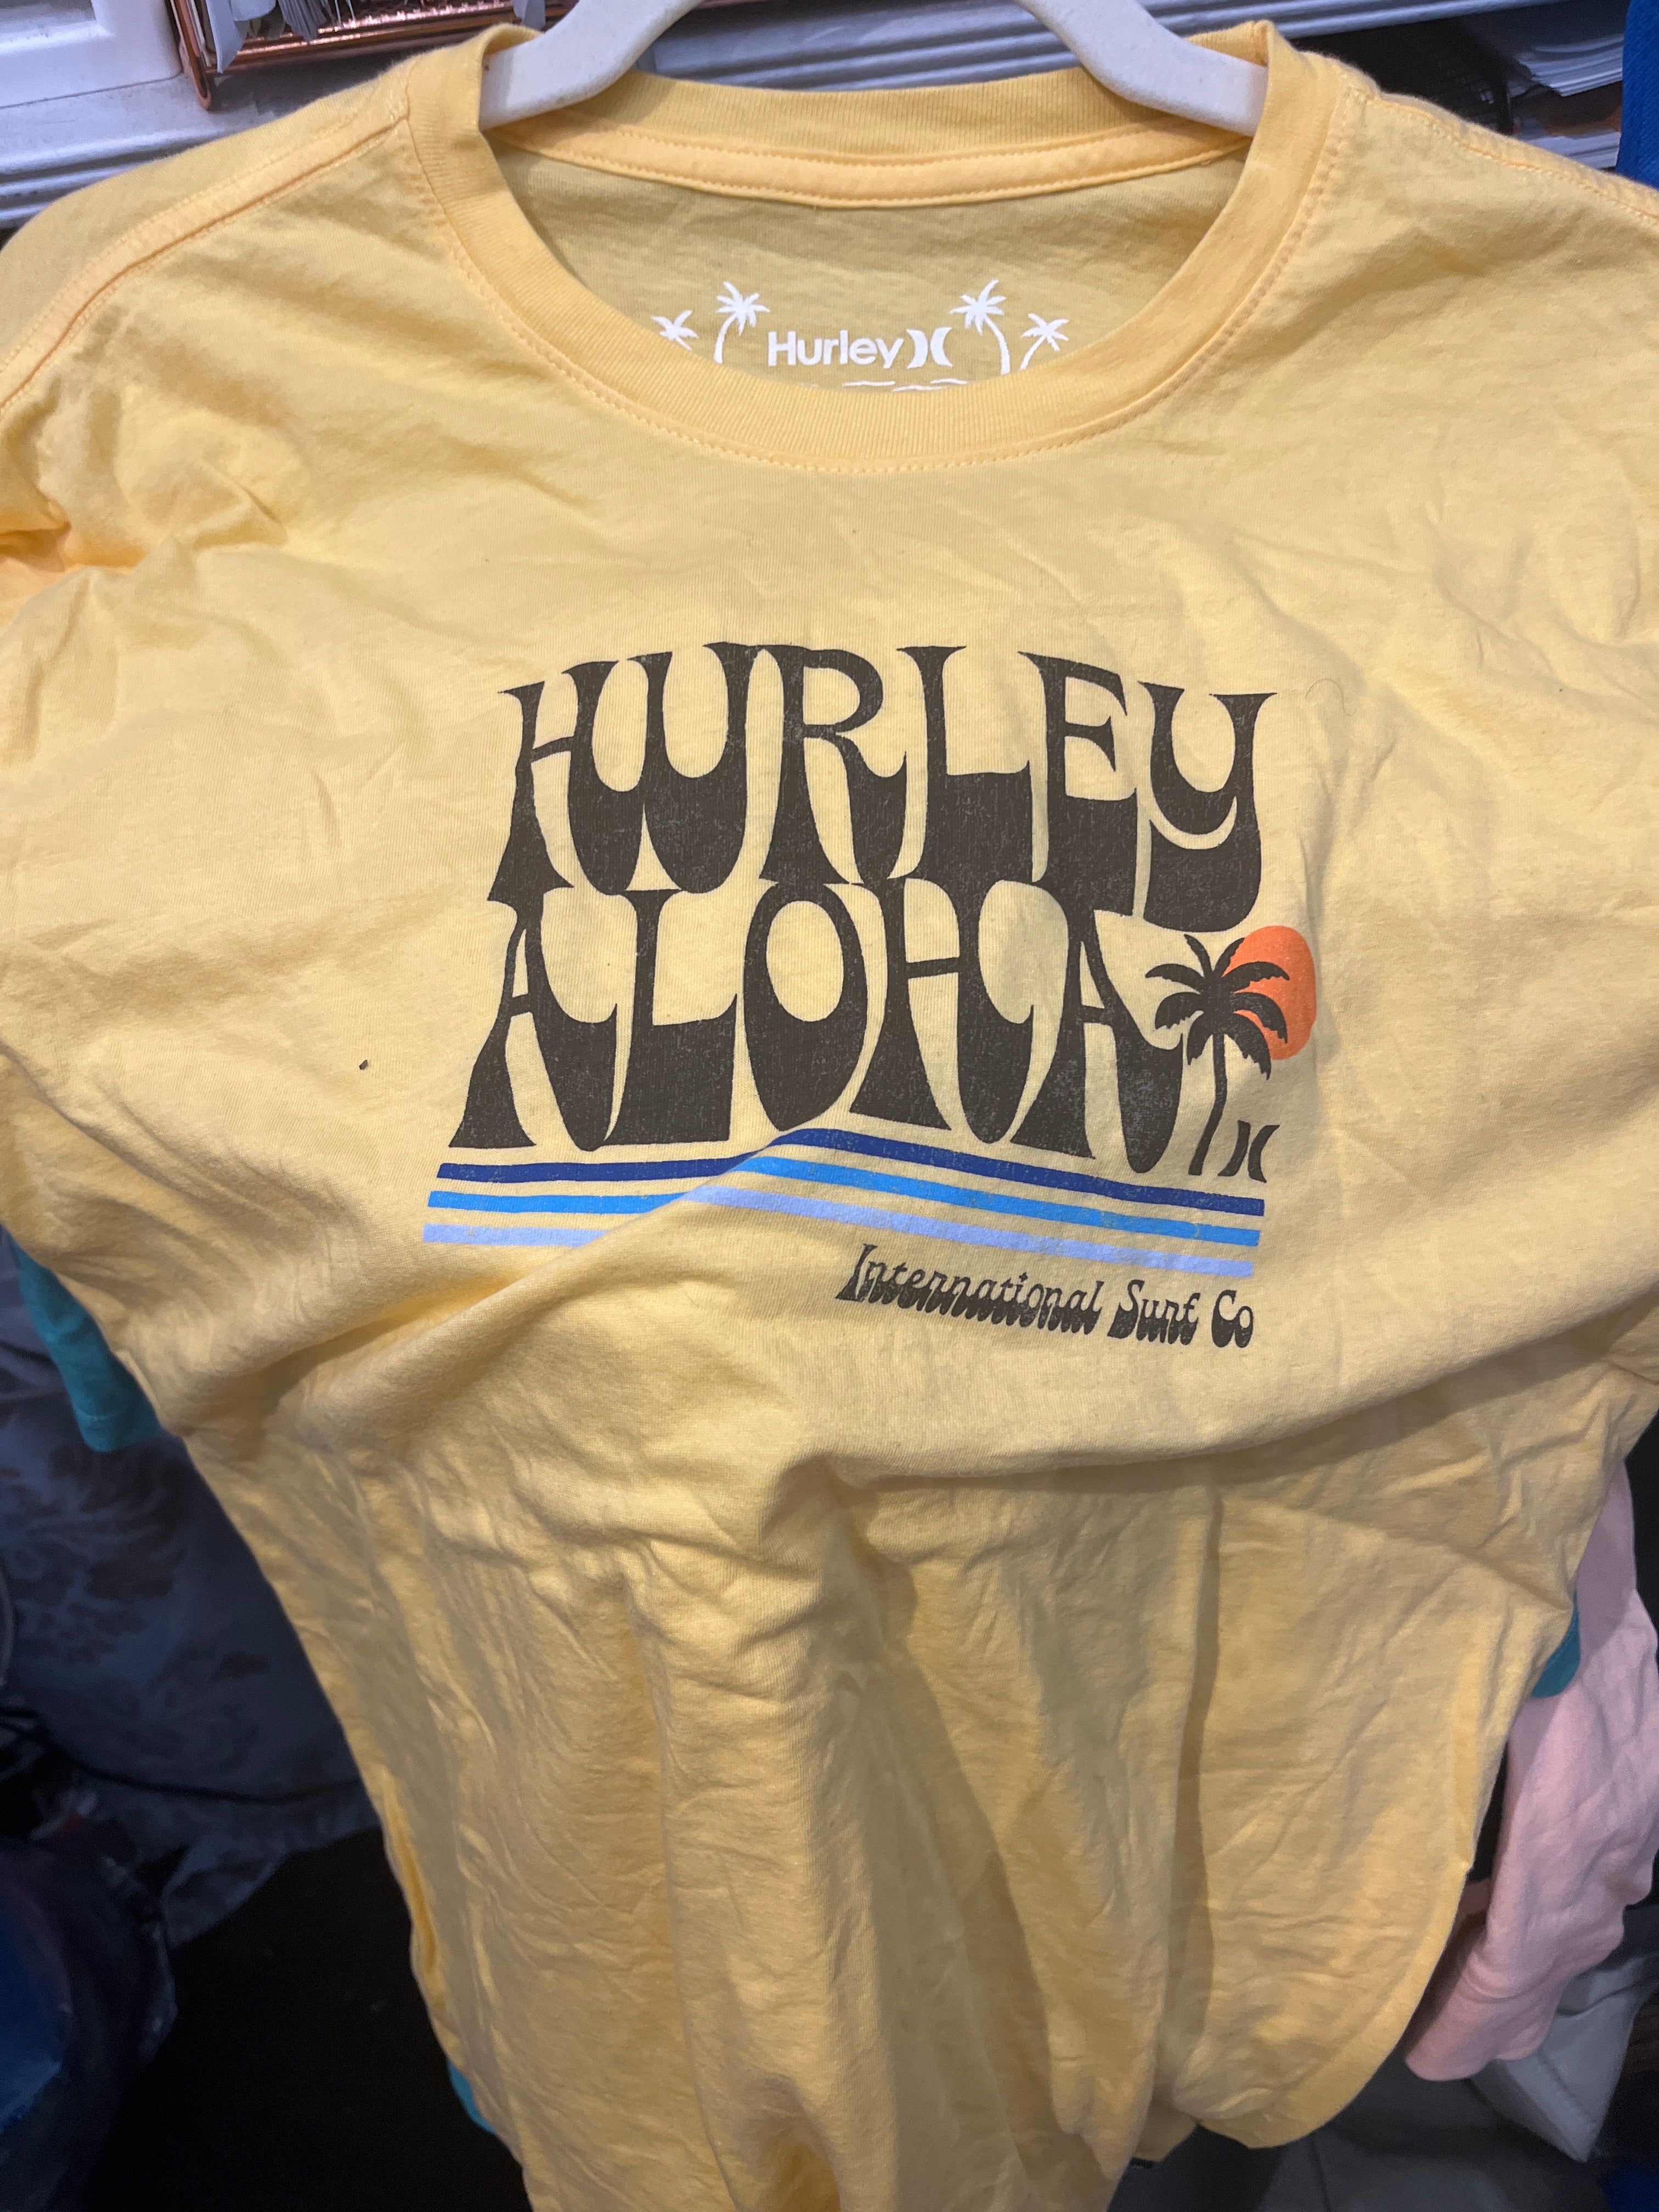 Hurley
HURLEY
ALOHA
International Surf Co